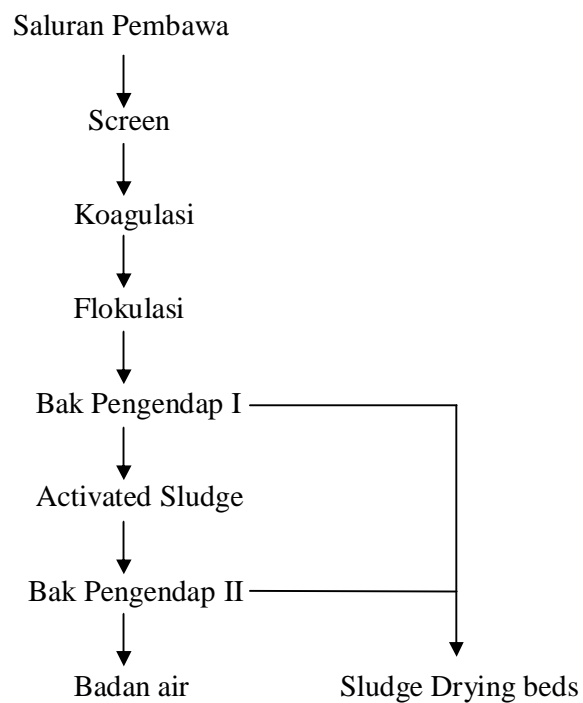 Saluran Pembawa
Screen
Koagulasi
Flokulasi
Bak Pengendap I
Activated Sludge
Bak Pengendap II
Badan air
Sludge Drying beds